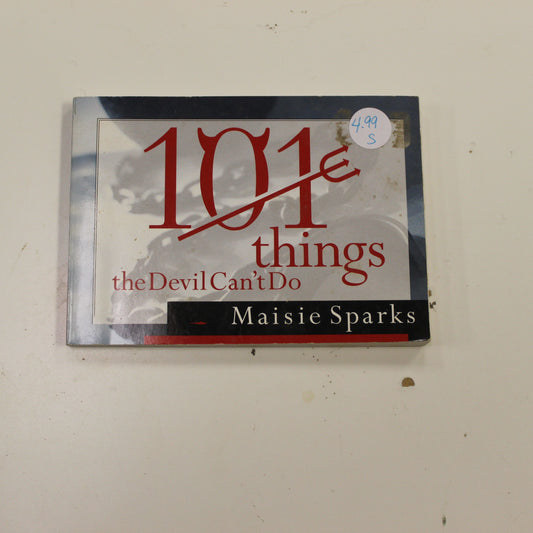 4.99
S
101
things
the Devil Can't Do
Maisie Sparks